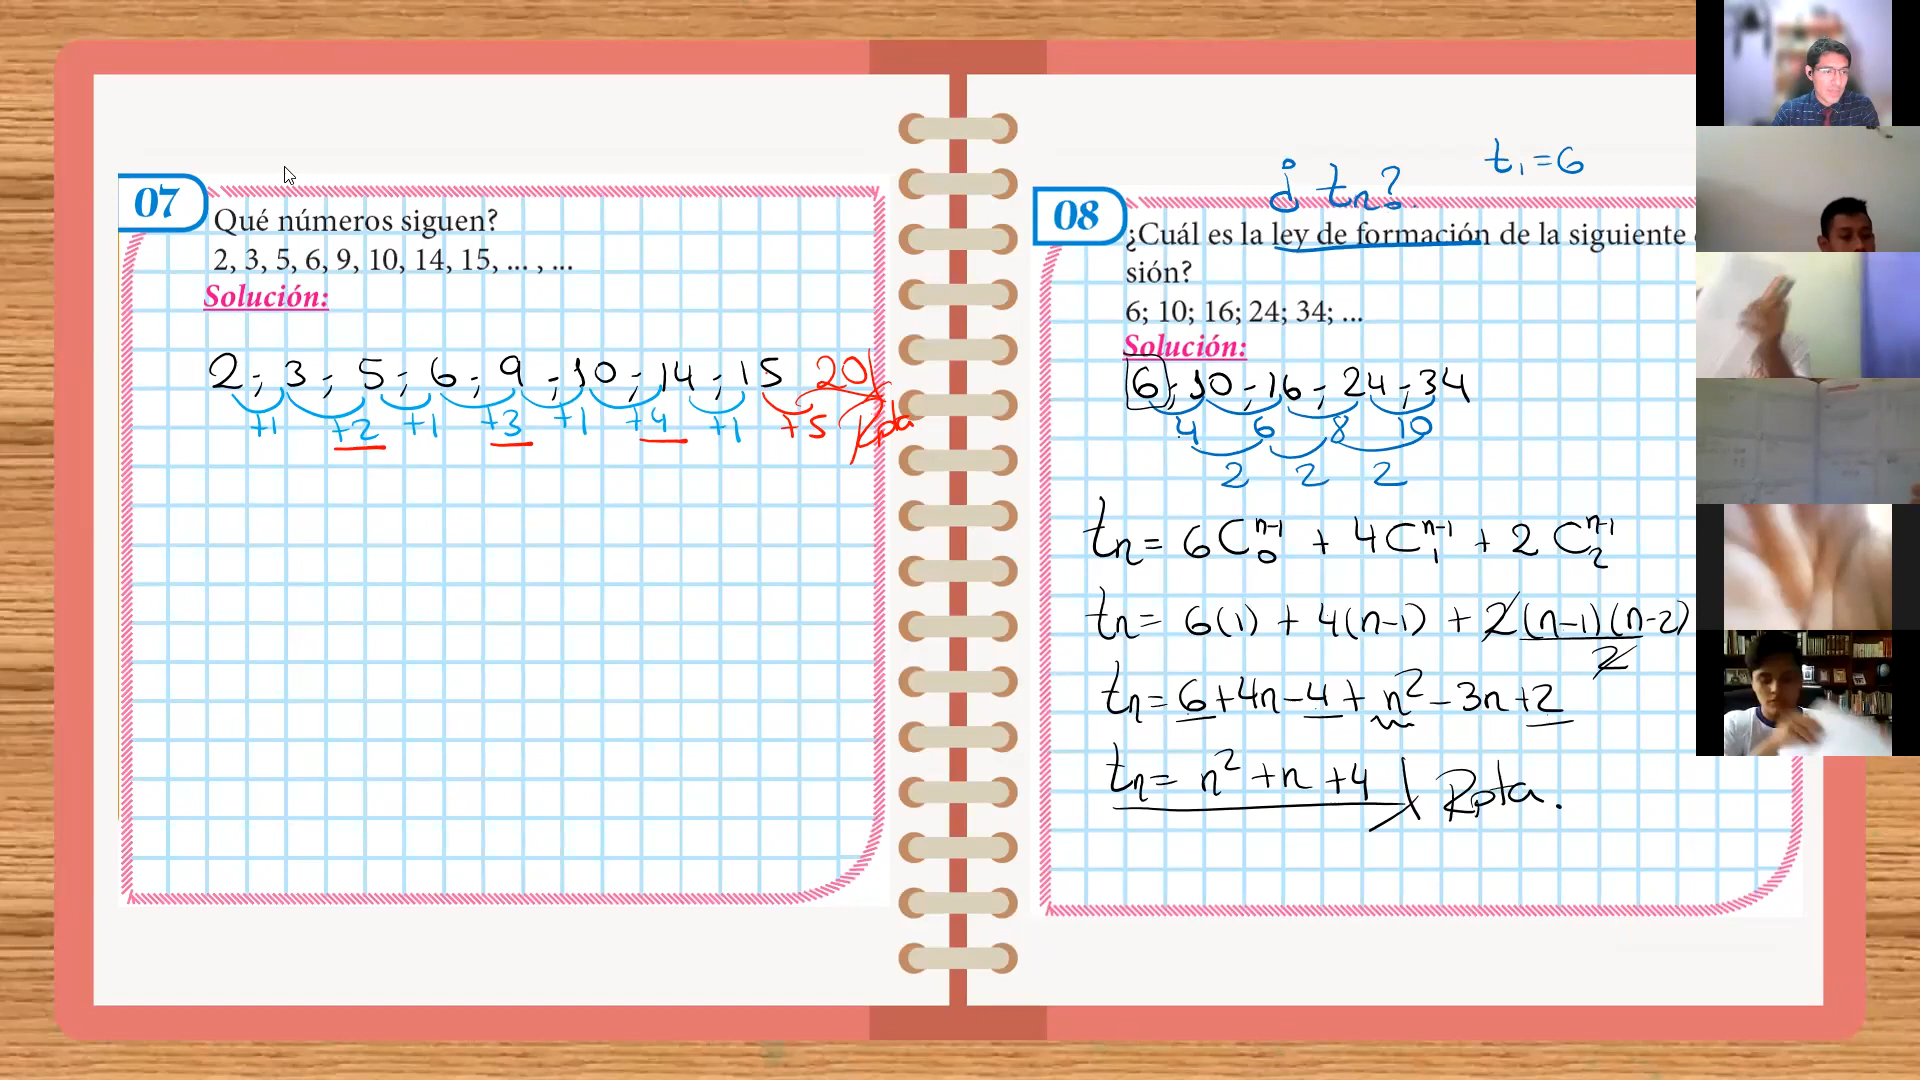 07
Qué números siguen?
2, 3, 5, 6, 9, 10, 14, 15, ... , ...
Solución:
2 ; 3 ; 5 ; 6 ; 9 ; 10 ; 14 ; 15 20
+1 +2 +1 +3 +1 +4 +1 +5 Rpta
¿ tn? t1 = 6
08
¿Cuál es la ley de formación de la siguiente
sión?
6; 10; 16; 24; 34; ...
Solución:
6 ; 10 ; 16 ; 24 ; 34
4 6 8 10
2 2 2
tn = 6C0^(n-1) + 4C1^(n-1) + 2C2^(n-1)
tn = 6(1) + 4(n-1) + 2(n-1)(n-2)
2
tn = 6 + 4n - 4 + n² - 3n + 2
tn = n² + n + 4 Rpta.